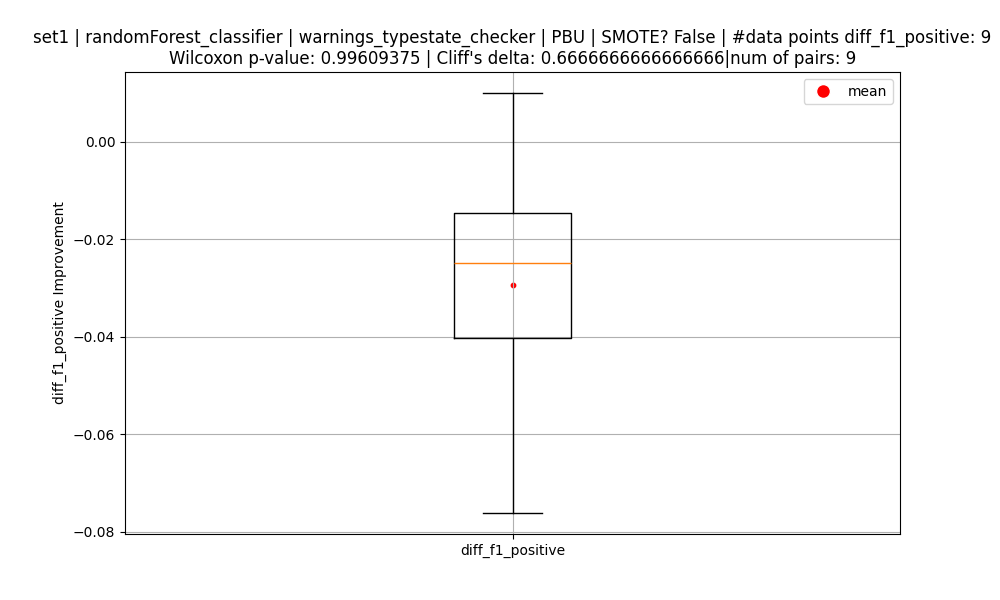 set1 | randomForest_classifier | warnings_typestate_checker | PBU | SMOTE? False | #data points diff_f1_positive: 9
Wilcoxon p-value: 0.99609375 | Cliff's delta: 0.6666666666666666|num of pairs: 9
mean
0.00
−0.02
−0.04
−0.06
−0.08
diff_f1_positive Improvement
diff_f1_positive